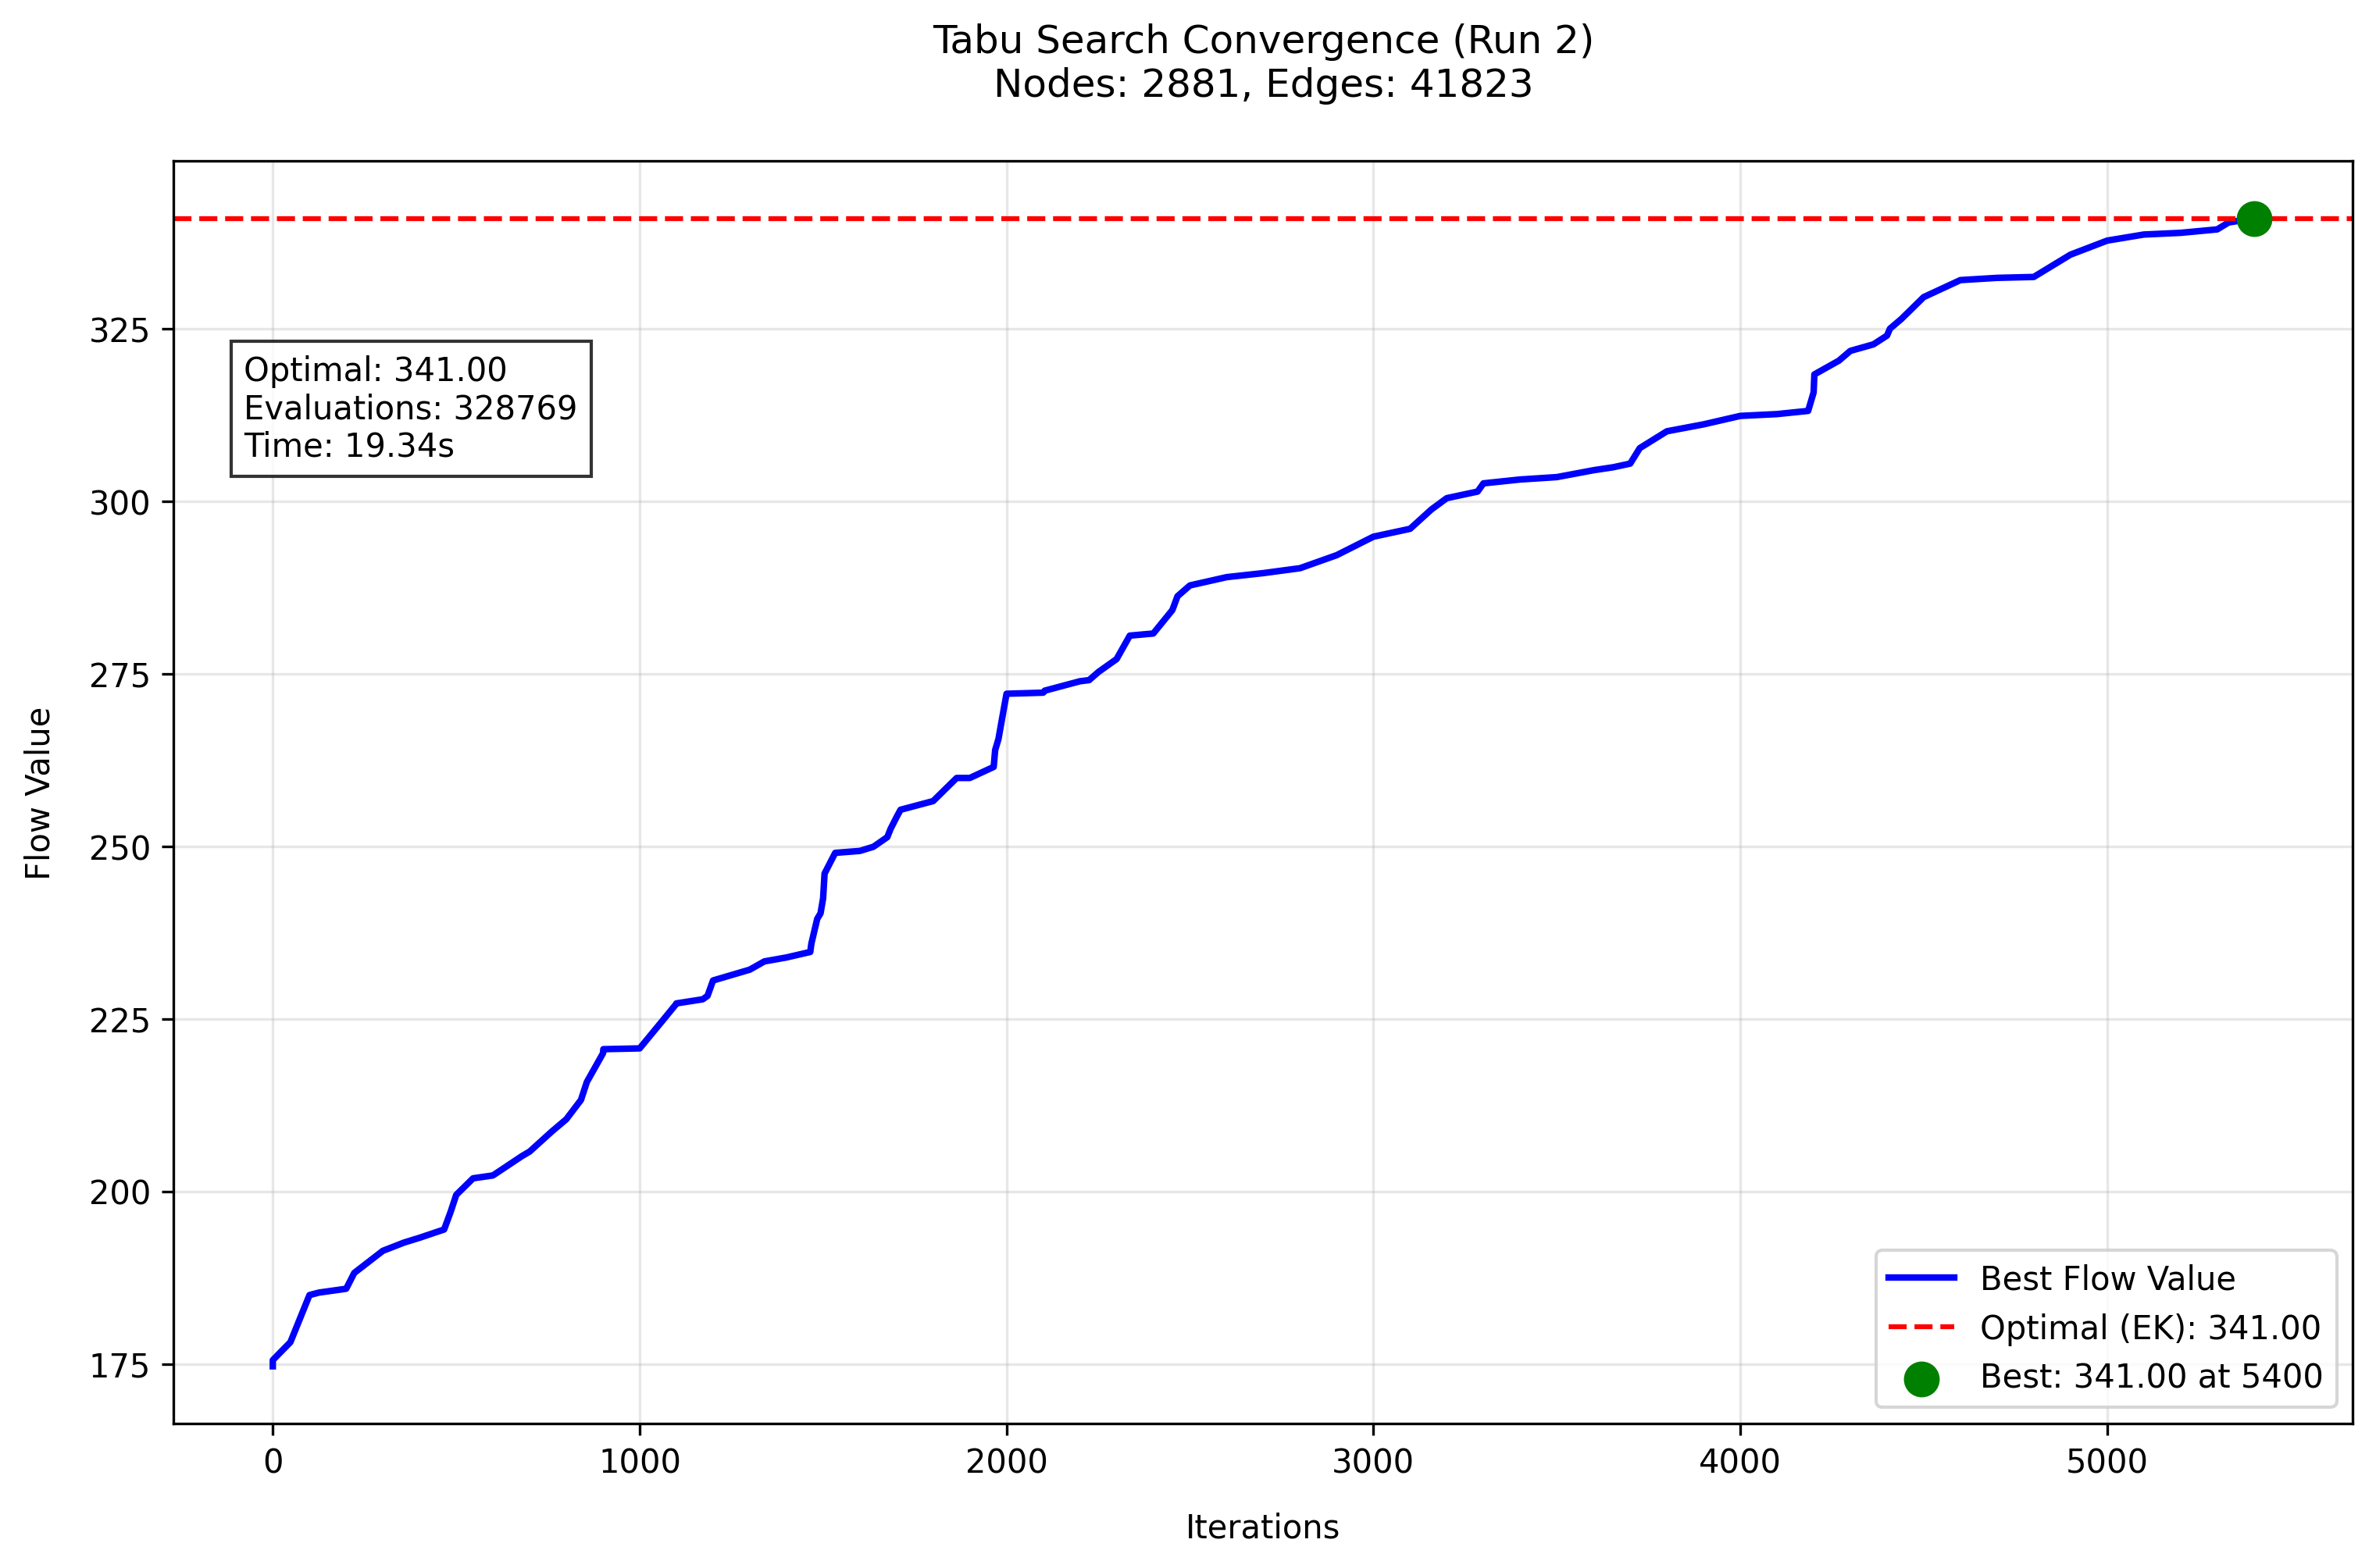 Tabu Search Convergence (Run 2)
Nodes: 2881, Edges: 41823
Flow Value
325
300
275
250
225
200
175
Optimal: 341.00
Evaluations: 328769
Time: 19.34s
Best Flow Value
Optimal (EK): 341.00
Best: 341.00 at 5400
0 1000 2000 3000 4000 5000
Iterations